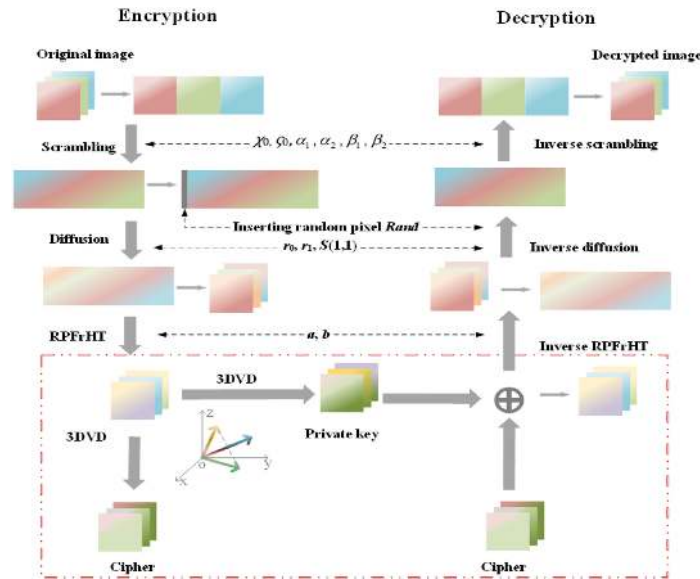 Encryption
Decryption
Original image
Decrypted image
Scrambling
χ0, ς0, α1, α2, β1, β2
Inverse scrambling
Inserting random pixel Rand
Diffusion
r0, r1, S(1,1)
Inverse diffusion
RPFrHT
a, b
Inverse RPFrHT
3DVD
Private key
3DVD
z
o
y
x
Cipher
Cipher